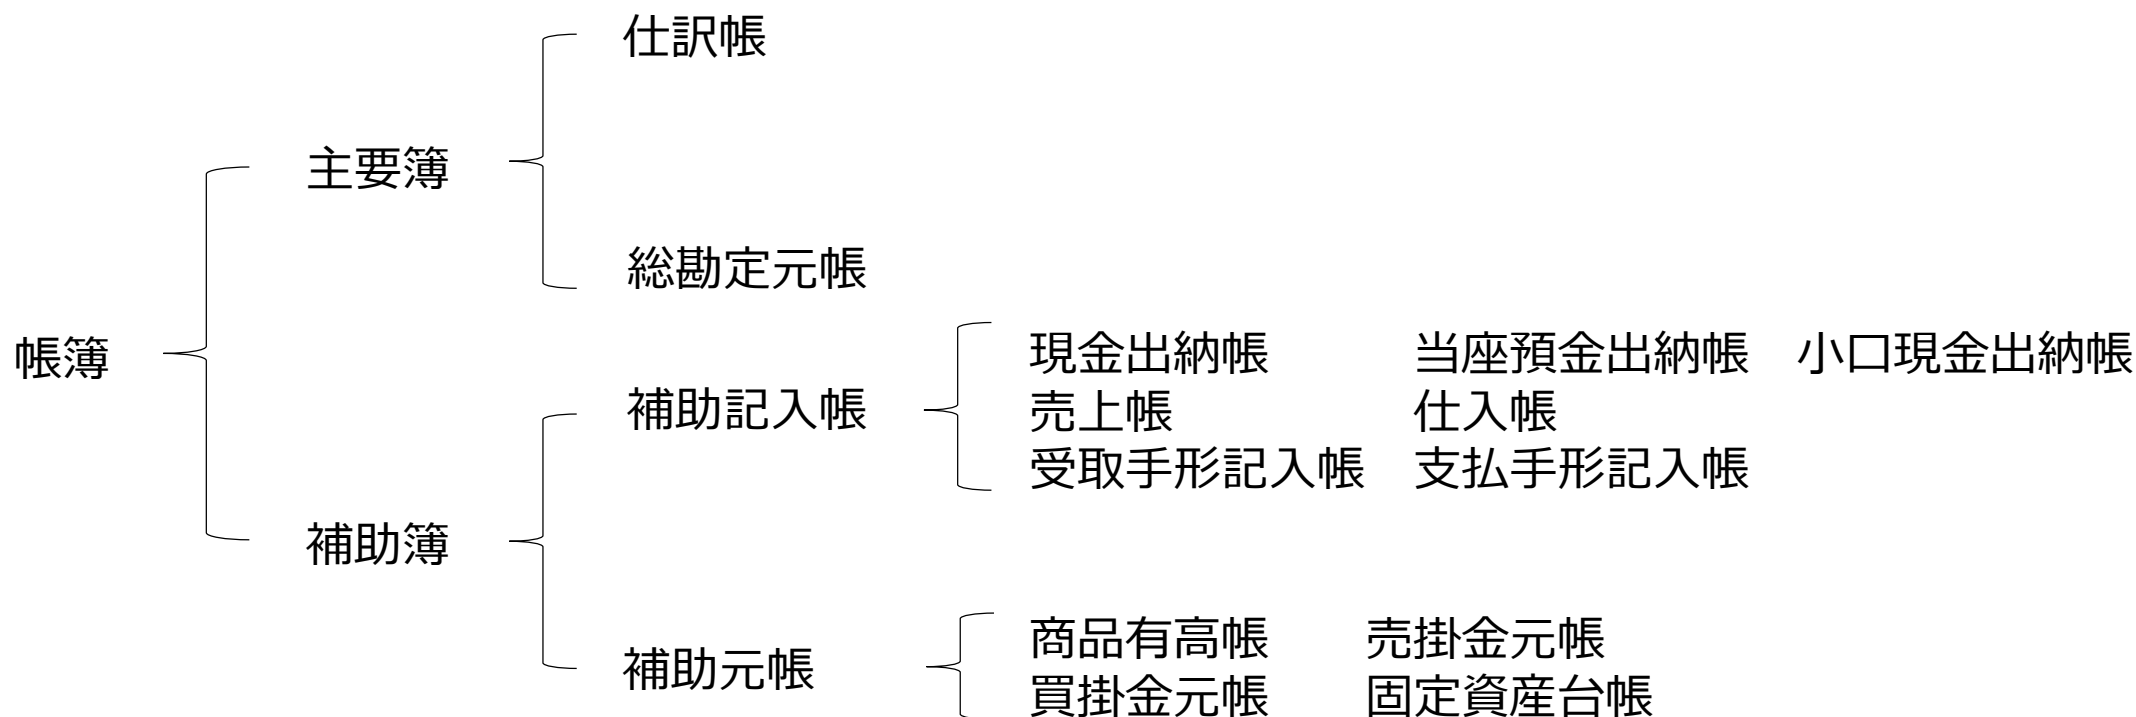 仕訳帳
主要簿
総勘定元帳
帳簿
現金出納帳　当座預金出納帳　小口現金出納帳
補助記入帳
売上帳　仕入帳
受取手形記入帳　支払手形記入帳
補助簿
商品有高帳　売掛金元帳
補助元帳
買掛金元帳　固定資産台帳